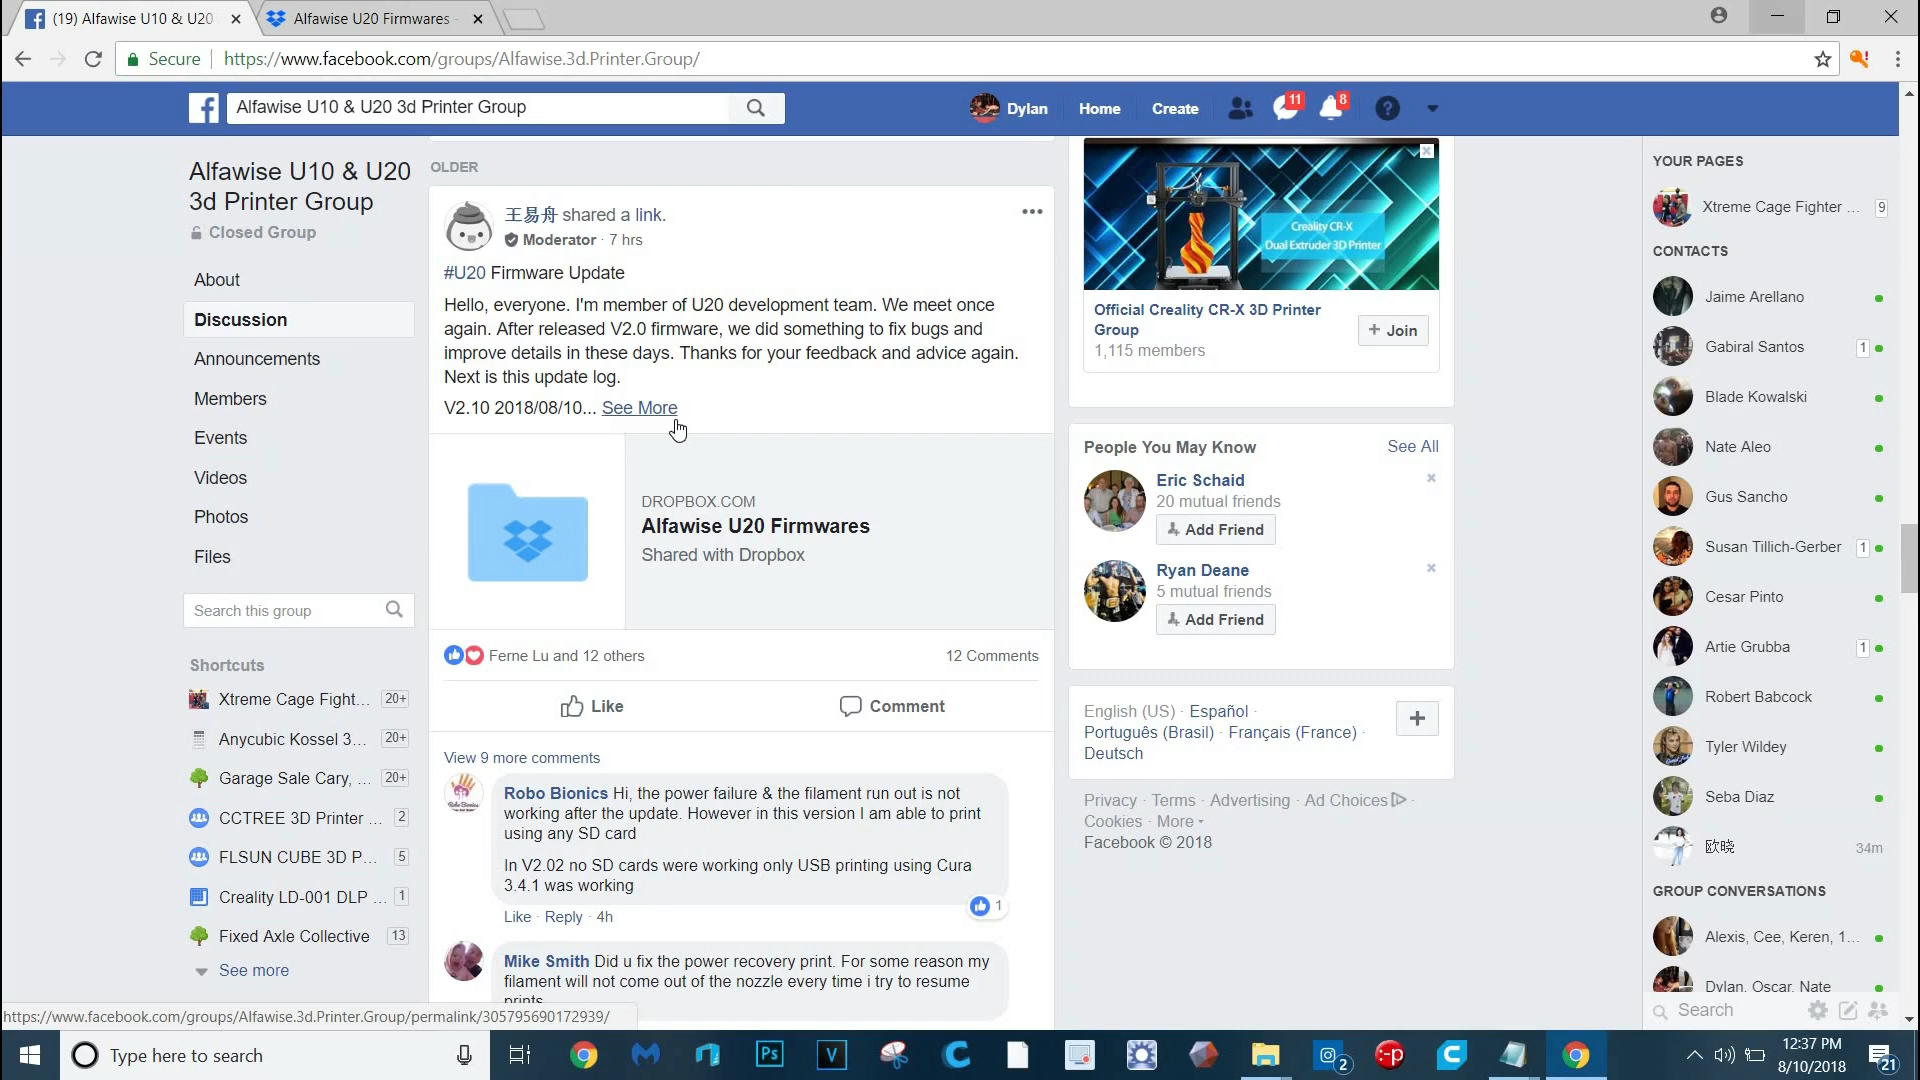 (19) Alfawise U10 & U20
Alfawise U20 Firmwares -
Secure
https://www.facebook.com/groups/Alfawise.3d.Printer.Group/
Alfawise U10 & U20 3d Printer Group
Dylan
Home
Create
11
8
Alfawise U10 & U20
3d Printer Group
Closed Group
About
Discussion
Announcements
Members
Events
Videos
Photos
Files
Search this group
Shortcuts
Xtreme Cage Fight... 20+
Anycubic Kossel 3... 20+
Garage Sale Cary, ... 20+
CCTREE 3D Printer ... 2
FLSUN CUBE 3D P... 5
Creality LD-001 DLP ... 1
Fixed Axle Collective 13
See more
OLDER
王易舟 shared a link.
Moderator · 7 hrs
#U20 Firmware Update
Hello, everyone. I'm member of U20 development team. We meet once
again. After released V2.0 firmware, we did something to fix bugs and
improve details in these days. Thanks for your feedback and advice again.
Next is this update log.
V2.10 2018/08/10... See More
DROPBOX.COM
Alfawise U20 Firmwares
Shared with Dropbox
Ferne Lu and 12 others
12 Comments
Like
Comment
View 9 more comments
Robo Bionics Hi, the power failure & the filament run out is not
working after the update. However in this version I am able to print
using any SD card
In V2.02 no SD cards were working only USB printing using Cura
3.4.1 was working
1
Like · Reply · 4h
Mike Smith Did u fix the power recovery print. For some reason my
filament will not come out of the nozzle every time i try to resume
prints
Creality CR-X
Dual Extruder 3D Printer
Official Creality CR-X 3D Printer
Group
1,115 members
+ Join
People You May Know
See All
Eric Schaid
20 mutual friends
Add Friend
Ryan Deane
5 mutual friends
Add Friend
English (US) · Español ·
Português (Brasil) · Français (France) ·
Deutsch
Privacy · Terms · Advertising · Ad Choices ·
Cookies · More
Facebook © 2018
YOUR PAGES
Xtreme Cage Fighter ... 9
CONTACTS
Jaime Arellano
Gabiral Santos 1
Blade Kowalski
Nate Aleo
Gus Sancho
Susan Tillich-Gerber 1
Cesar Pinto
Artie Grubba 1
Robert Babcock
Tyler Wildey
Seba Diaz
欧晓 34m
GROUP CONVERSATIONS
Alexis, Cee, Keren, 1...
Dylan, Oscar, Nate
Search
https://www.facebook.com/groups/Alfawise.3d.Printer.Group/permalink/305795690172939/
Type here to search
Ps
V
2
:-p
12:37 PM
8/10/2018
21